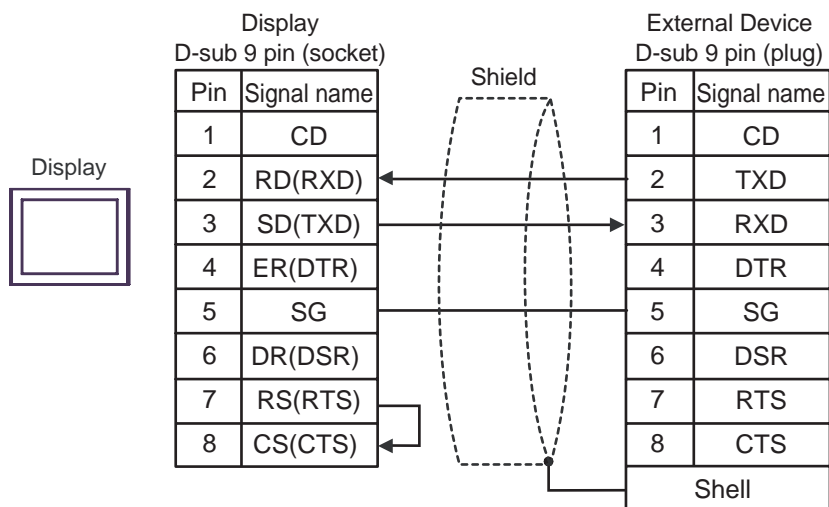 Display
D-sub 9 pin (socket)
External Device
D-sub 9 pin (plug)
Shield
Display
Pin Signal name
1 CD
2 RD(RXD)
3 SD(TXD)
4 ER(DTR)
5 SG
6 DR(DSR)
7 RS(RTS)
8 CS(CTS)
Pin Signal name
1 CD
2 TXD
3 RXD
4 DTR
5 SG
6 DSR
7 RTS
8 CTS
Shell